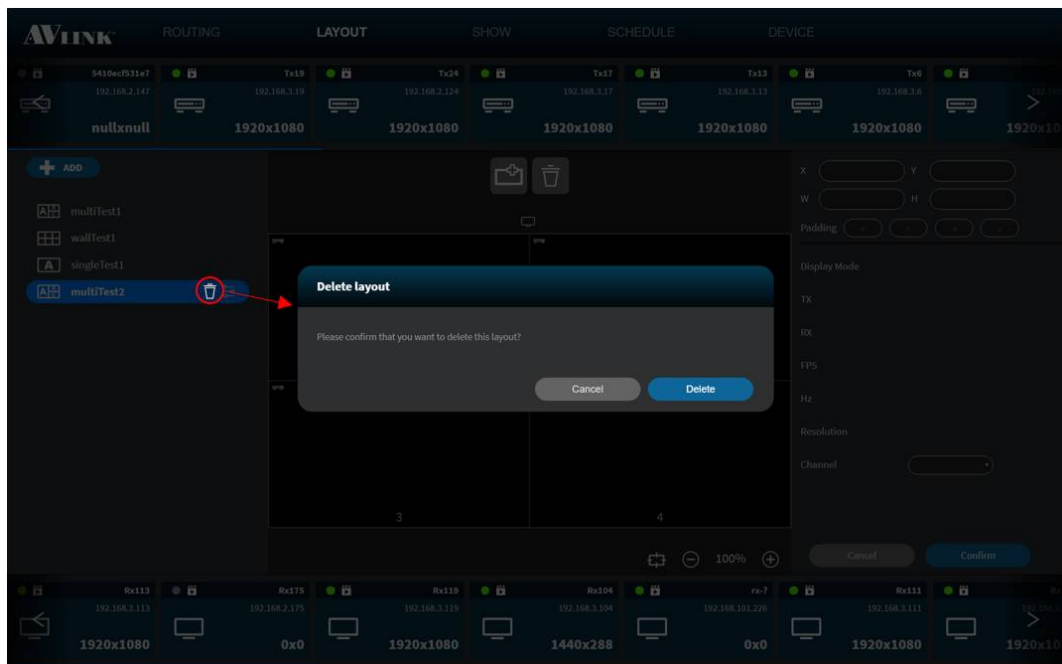 AVLINK ROUTING LAYOUT SHOW SCHEDULE DEVICE
5410ecf531e7 Tx19 Tx24 Tx17 Tx13 Tx6
192.168.2.147 192.168.3.19 192.168.2.124 192.168.3.17 192.168.3.13 192.168.3.6
nullxnull 1920x1080 1920x1080 1920x1080 1920x1080 1920x1080 1920x10
ADD
X Y
multiTest1
W H
wallTest1
Padding
singleTest1
Display Mode
multiTest2
Delete layout
TX
Please confirm that you want to delete this layout?
RX
FPS
Cancel Delete
Hz
Resolution
Channel
3 4
100%
Cancel Confirm
Rx113 Rx175 Rx119 Rx104 rx-7 Rx111
192.168.3.113 192.168.2.175 192.168.3.119 192.168.3.104 192.168.101.226 192.168.3.111
1920x1080 0x0 1920x1080 1440x288 0x0 1920x1080 1920x10